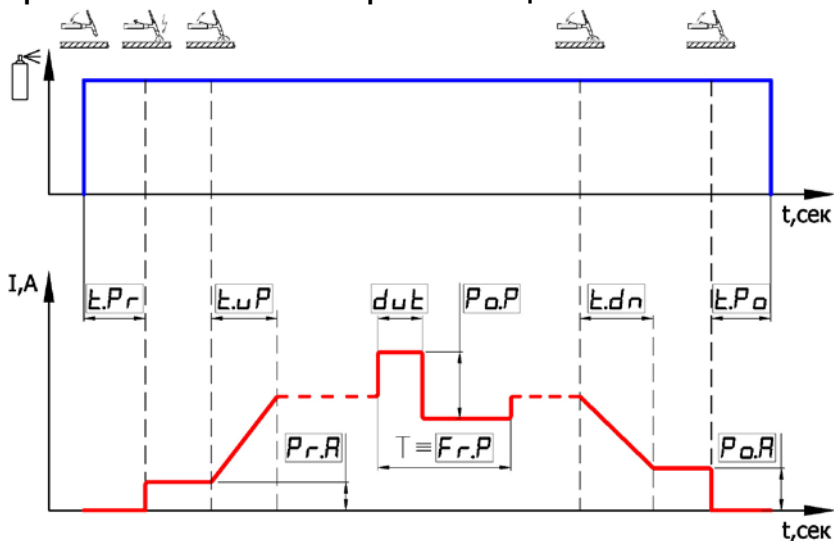 t,сек
I,A
t.Pr
t.uP
dut
Po.P
t.dn
t.Po
Pr.A
T ≡ Fr.P
Po.A
t,сек